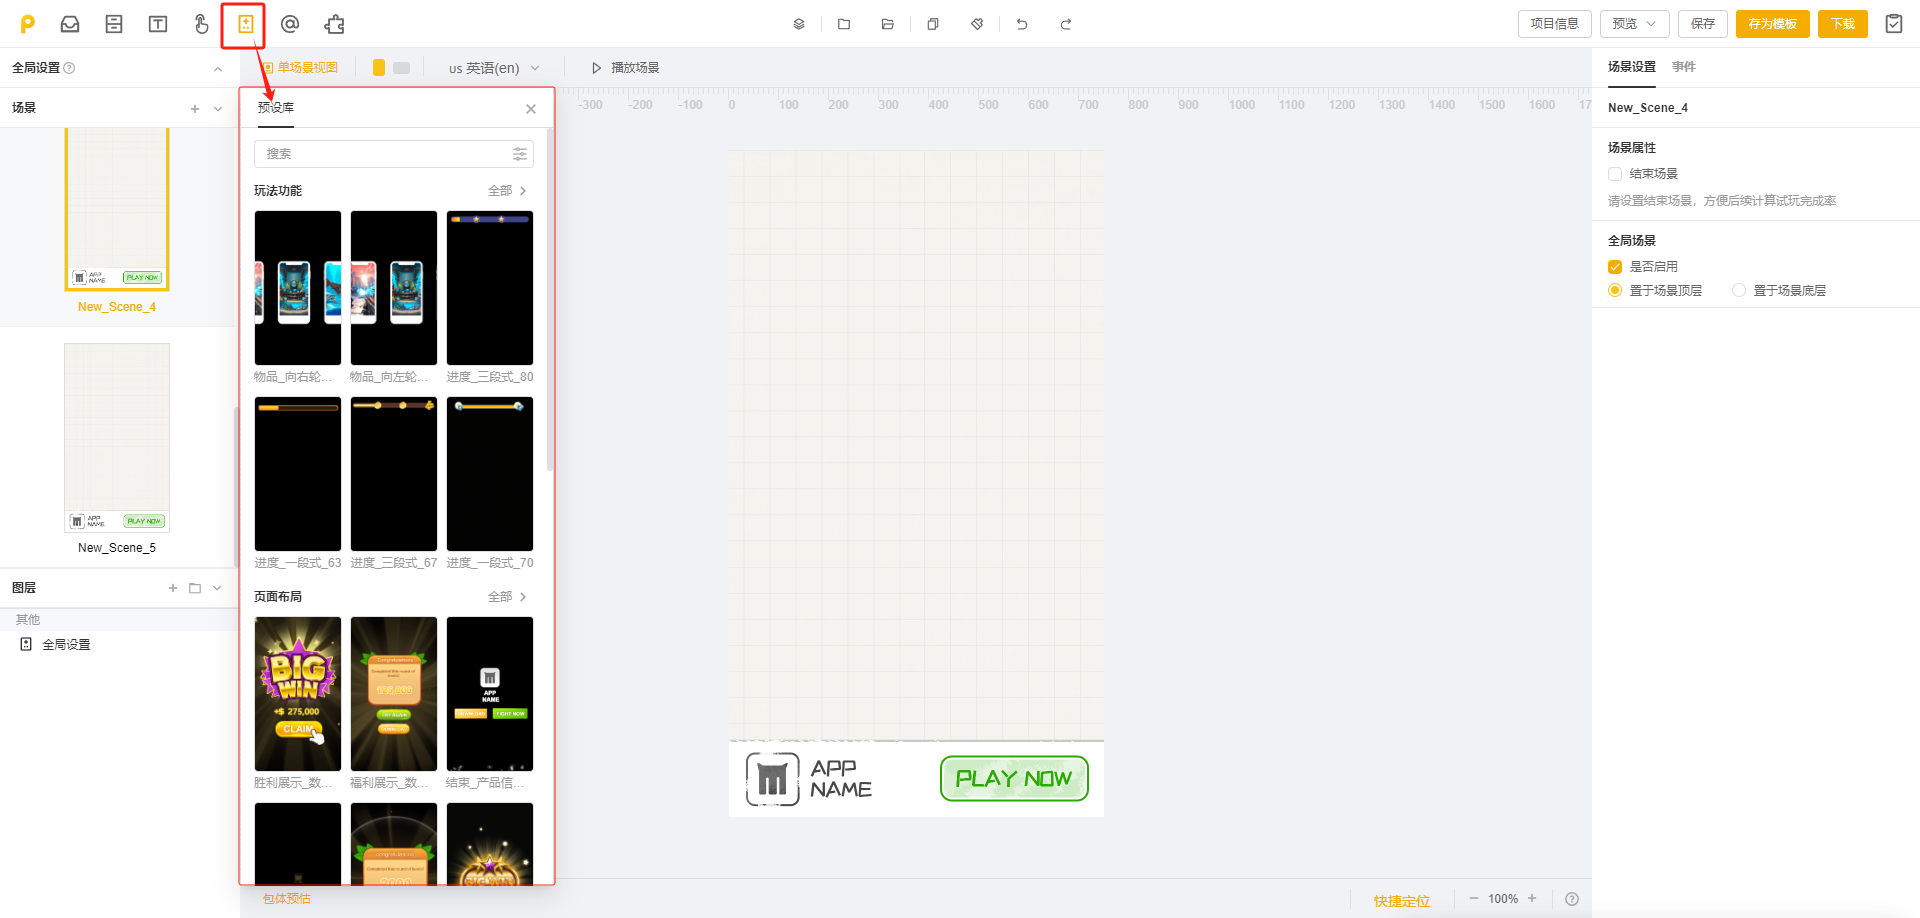 项目信息
预览
保存
存为模板
下载
全局设置
单场景视图
us 英语(en)
播放场景
场景设置
事件
场景
预设库
-300 -200 -100 0 100 200 300 400 500 600 700 800 900 1000 1100 1200 1300 1400 1500 1600 17
New_Scene_4
搜索
场景属性
结束场景
请设置结束场景，方便后续计算试玩完成率
玩法功能
全部
全局场景
是否启用
置于场景顶层
置于场景底层
APP
NAME
PLAY NOW
New_Scene_4
物品_向右轮...
物品_向左轮...
进度_三段式_80
APP
NAME
PLAY NOW
New_Scene_5
进度_一段式_63
进度_三段式_67
进度_一段式_70
图层
页面布局
全部
其他
全局设置
BIG
WIN
+$ 275,000
CLAIM
Congratulations
APP
NAME
胜利展示_数...
福利展示_数...
结束_产品信...
APP
NAME
PLAY NOW
包体预估
快捷定位
100%